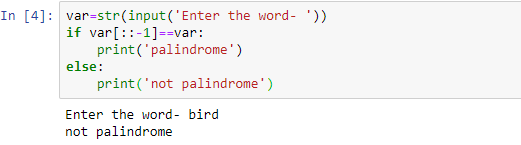 In [4]: var=str(input('Enter the word- '))
if var[::-1]==var:
    print('palindrome')
else:
    print('not palindrome')
Enter the word- bird
not palindrome